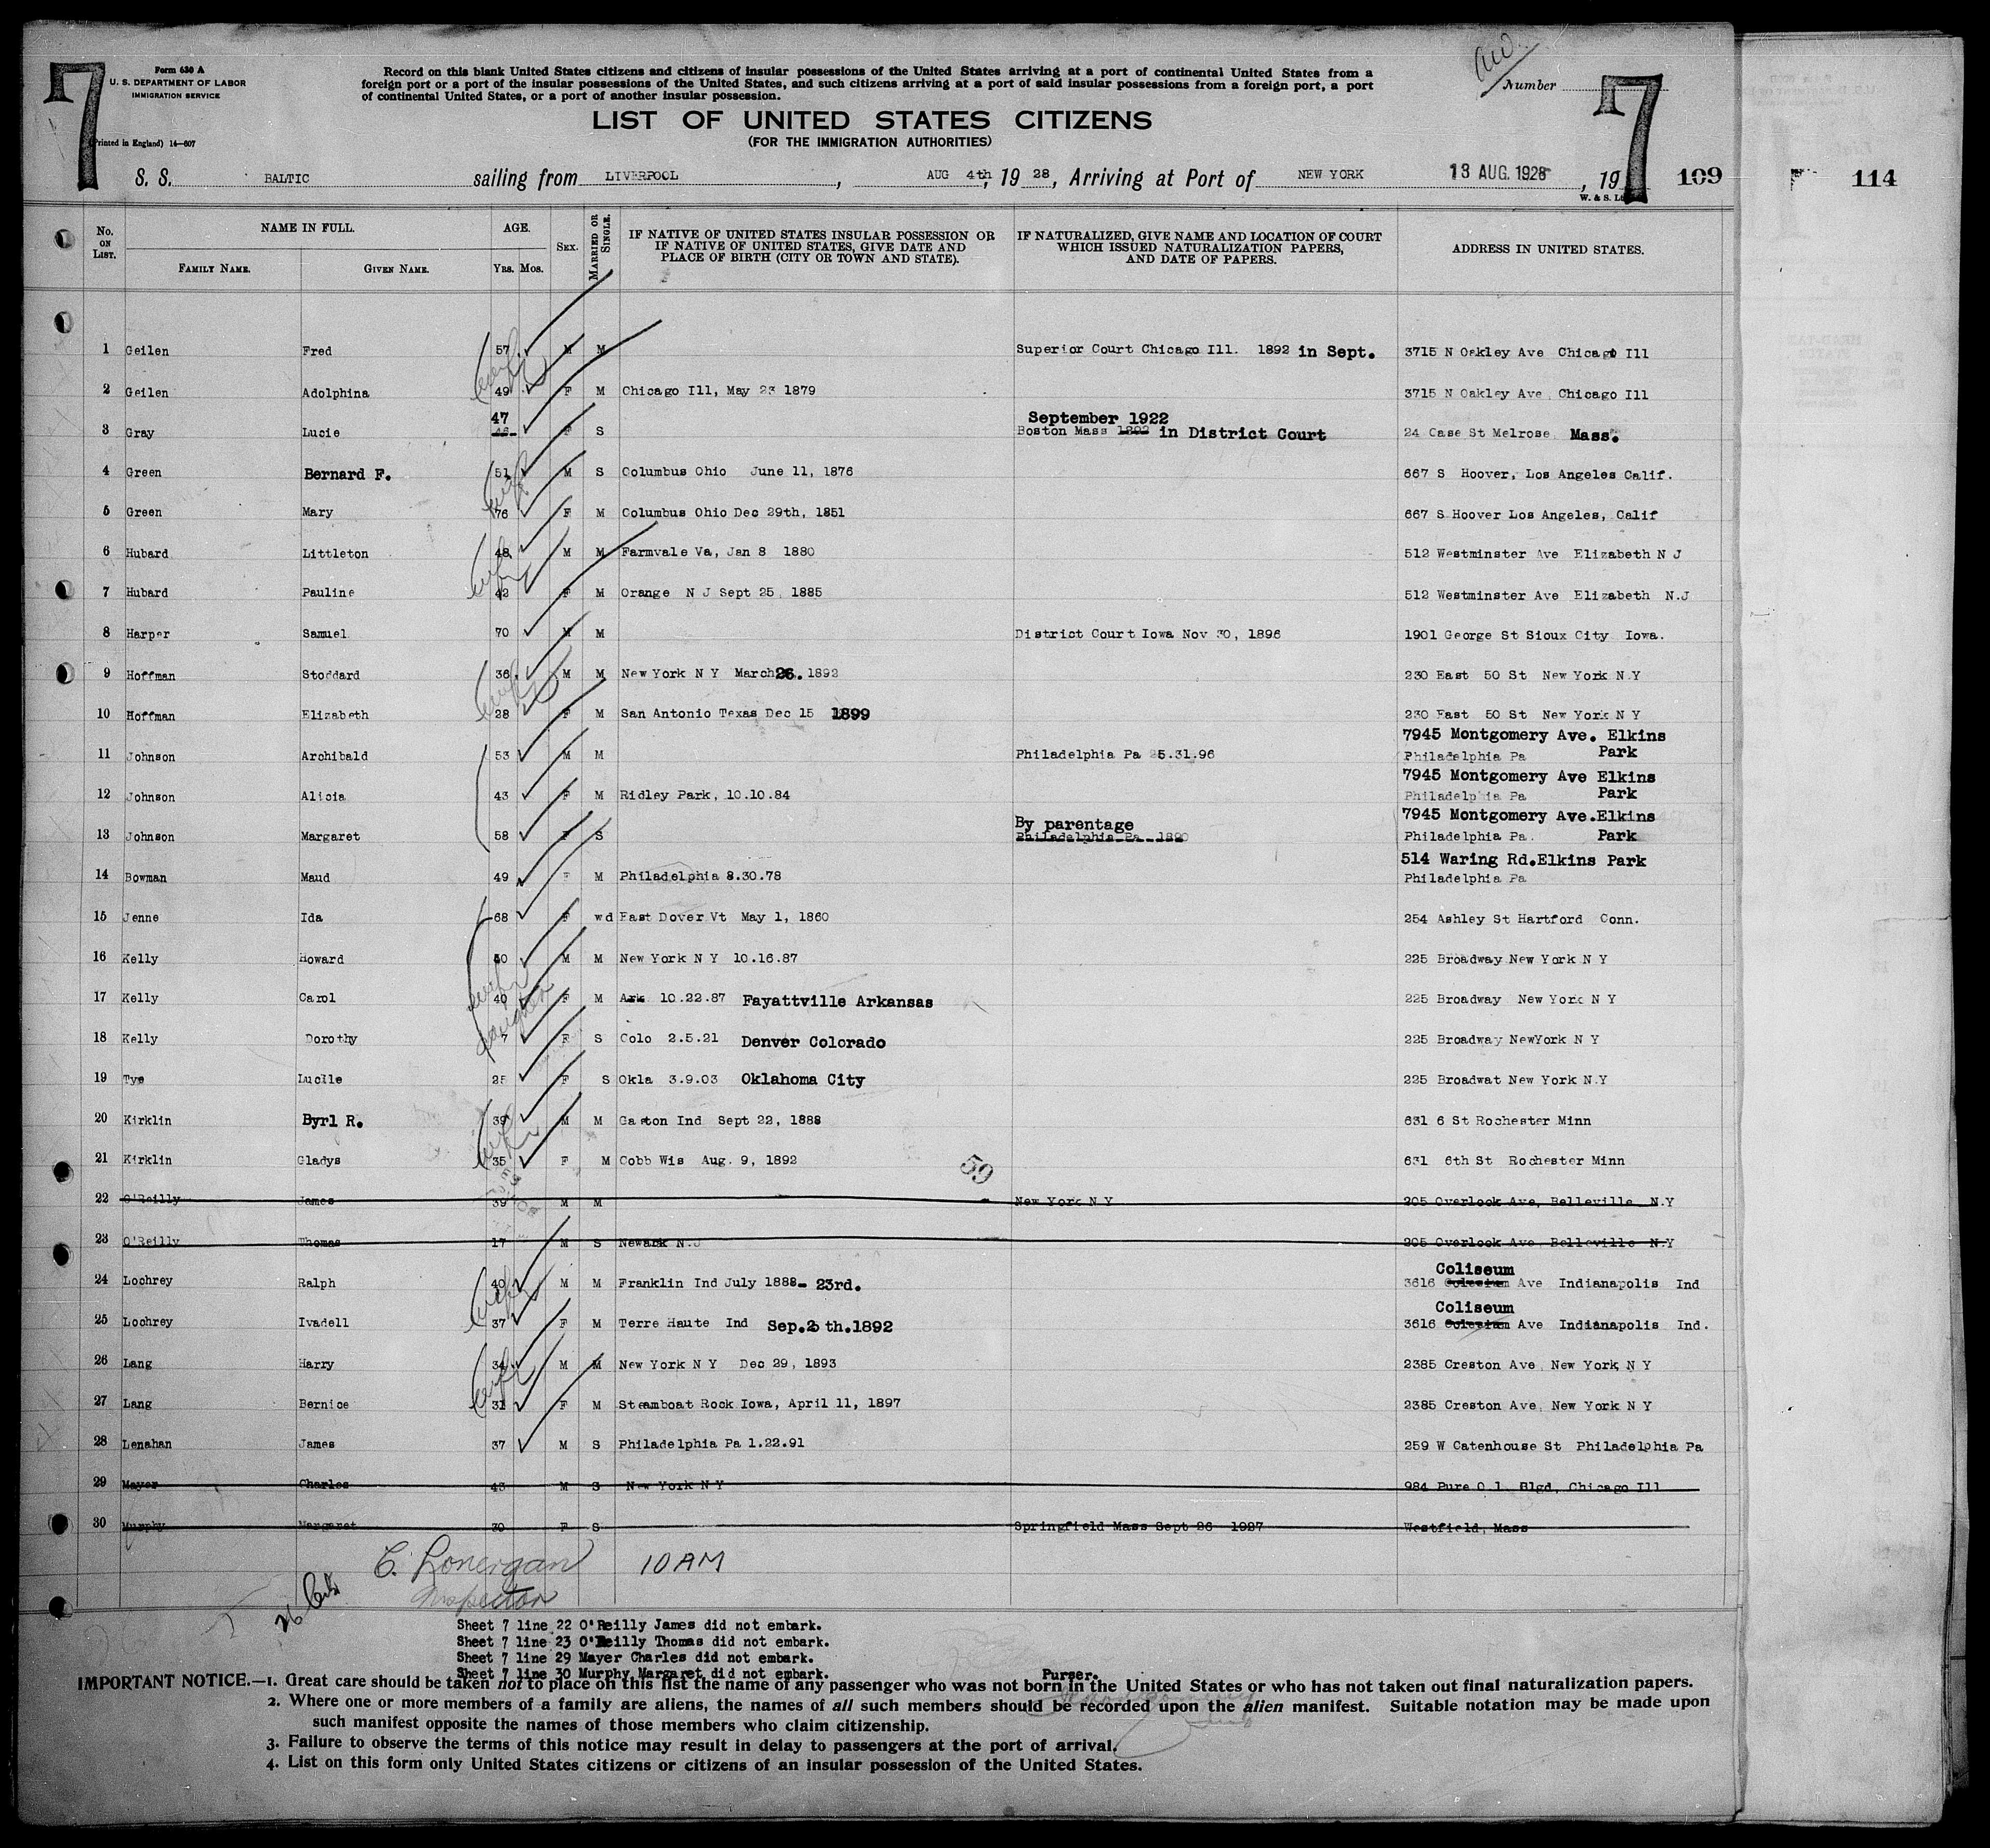 7
Form 630 A
U. S. DEPARTMENT OF LABOR
IMMIGRATION SERVICE
(Printed in England) 14—607
Record on this blank United States citizens and citizens of insular possessions of the United States arriving at a port of continental United States from a
foreign port or a port of the insular possessions of the United States, and such citizens arriving at a port of said insular possessions from a foreign port, a port
of continental United States, or a port of another insular possession.
Number
7
LIST OF UNITED STATES CITIZENS
(FOR THE IMMIGRATION AUTHORITIES)
S. S. BALTIC sailing from LIVERPOOL, AUG 4th, 19 28, Arriving at Port of NEW YORK 13 AUG. 1928, 19 109 114
No. ON LIST. NAME IN FULL. FAMILY NAME. GIVEN NAME. AGE. Yrs. Mos. SEX. MARRIED OR SINGLE. IF NATIVE OF UNITED STATES INSULAR POSSESSION OR IF NATIVE OF UNITED STATES, GIVE DATE AND PLACE OF BIRTH (CITY OR TOWN AND STATE). IF NATURALIZED, GIVE NAME AND LOCATION OF COURT WHICH ISSUED NATURALIZATION PAPERS, AND DATE OF PAPERS. ADDRESS IN UNITED STATES.
1 Geilen Fred 57 M M Superior Court Chicago Ill. 1892 in Sept. 3715 N Oakley Ave Chicago Ill
2 Geilen Adolphina 49 F M Chicago Ill, May 23 1879 3715 N Oakley Ave Chicago Ill
47 September 1922
3 Gray Lucie 46 F S Boston Mass 1892 in District Court 24 Case St Melrose Mass.
4 Green Bernard F. 51 M S Columbus Ohio June 11, 1876 667 S Hoover, Los Angeles Calif.
5 Green Mary 76 F M Columbus Ohio Dec 29th, 1851 667 S Hoover Los Angeles, Calif
6 Hubard Littleton 48 M M Farmvale Va, Jan 8 1880 512 Westminster Ave Elizabeth N J
7 Hubard Pauline 42 F M Orange N J Sept 25, 1885 512 Westminster Ave Elizabeth N.J
8 Harper Samuel 70 M M District Court Iowa Nov 30, 1896 1901 George St Sioux City Iowa.
9 Hoffman Stoddard 36 M M New York N Y March 26. 1892 230 East 50 St New York N.Y
10 Hoffman Elizabeth 28 F M San Antonio Texas Dec 15 1899 230 East 50 St New York N Y
7945 Montgomery Ave. Elkins
11 Johnson Archibald 53 M M Philadelphia Pa 25.31.96 Philadelphia Pa Park
7945 Montgomery Ave Elkins
12 Johnson Alicia 43 F M Ridley Park, 10.10.84 Philadelphia Pa Park
By parentage 7945 Montgomery Ave.Elkins
13 Johnson Margaret 58 F S Philadelphia Pa 1890 Philadelphia Pa. Park
514 Waring Rd.Elkins Park
14 Bowman Maud 49 F M Philadelphia 8.30.78 Philadelphia Pa
15 Jenne Ida 68 F wd East Dover Vt May 1, 1860 254 Ashley St Hartford Conn.
16 Kelly Howard 40 M M New York N Y 10.16.87 225 Broadway New York N Y
17 Kelly Carol 40 F M Ark 10.22.87 Fayattville Arkansas 225 Broadway New York N Y
18 Kelly Dorothy 7 F S Colo 2.5.21 Denver Colorado 225 Broadway NewYork N Y
19 Tye Lucile 25 F S Okla 3.9.03 Oklahoma City 225 Broadwat New York N.Y
20 Kirklin Byrl R. 39 M M Gaston Ind Sept 22, 1888 631 6 St Rochester Minn
21 Kirklin Gladys 35 F M Cobb Wis Aug. 9, 1892 631 6th St Rochester Minn
59
22 O'Reilly James 39 M M New York N Y 205 Overlook Ave, Belleville N.Y
23 O'Reilly Thomas 17 M S Newark N.J 205 Overlook Ave, Belleville N.Y
Coliseum
24 Lochrey Ralph 40 M M Franklin Ind July 1888- 23rd. 3616 Ave Indianapolis Ind
Coliseum
25 Lochrey Ivadell 37 F M Terre Haute Ind Sep.26th.1892 3616 Ave Indianapolis Ind.
26 Lang Harry 34 M M New York N Y Dec 29, 1893 2385 Creston Ave, New York N Y
27 Lang Bernice 31 F M Steamboat Rock Iowa, April 11, 1897 2385 Creston Ave, New York N Y
28 Lenahan James 37 M S Philadelphia Pa 1.22.91 259 W Catenhouse St Philadelphia Pa
29 Mayer Charles 43 M S New York N Y 984 Pure O l Blgd, Chicago Ill
30 Murphy Margaret 30 F S Springfield Mass Sept 26 1927 Westfield, Mass
C. Lonergan 10 AM
Inspector
26
Sheet 7 line 22 O'Reilly James did not embark.
Sheet 7 line 23 O'Reilly Thomas did not embark.
Sheet 7 line 29 Mayer Charles did not embark.
Sheet 7 line 30 Murphy Margaret did not embark. Purser.
IMPORTANT NOTICE.—1. Great care should be taken not to place on this list the name of any passenger who was not born in the United States or who has not taken out final naturalization papers.
2. Where one or more members of a family are aliens, the names of all such members should be recorded upon the alien manifest. Suitable notation may be made upon
such manifest opposite the names of those members who claim citizenship.
3. Failure to observe the terms of this notice may result in delay to passengers at the port of arrival.
4. List on this form only United States citizens or citizens of an insular possession of the United States.